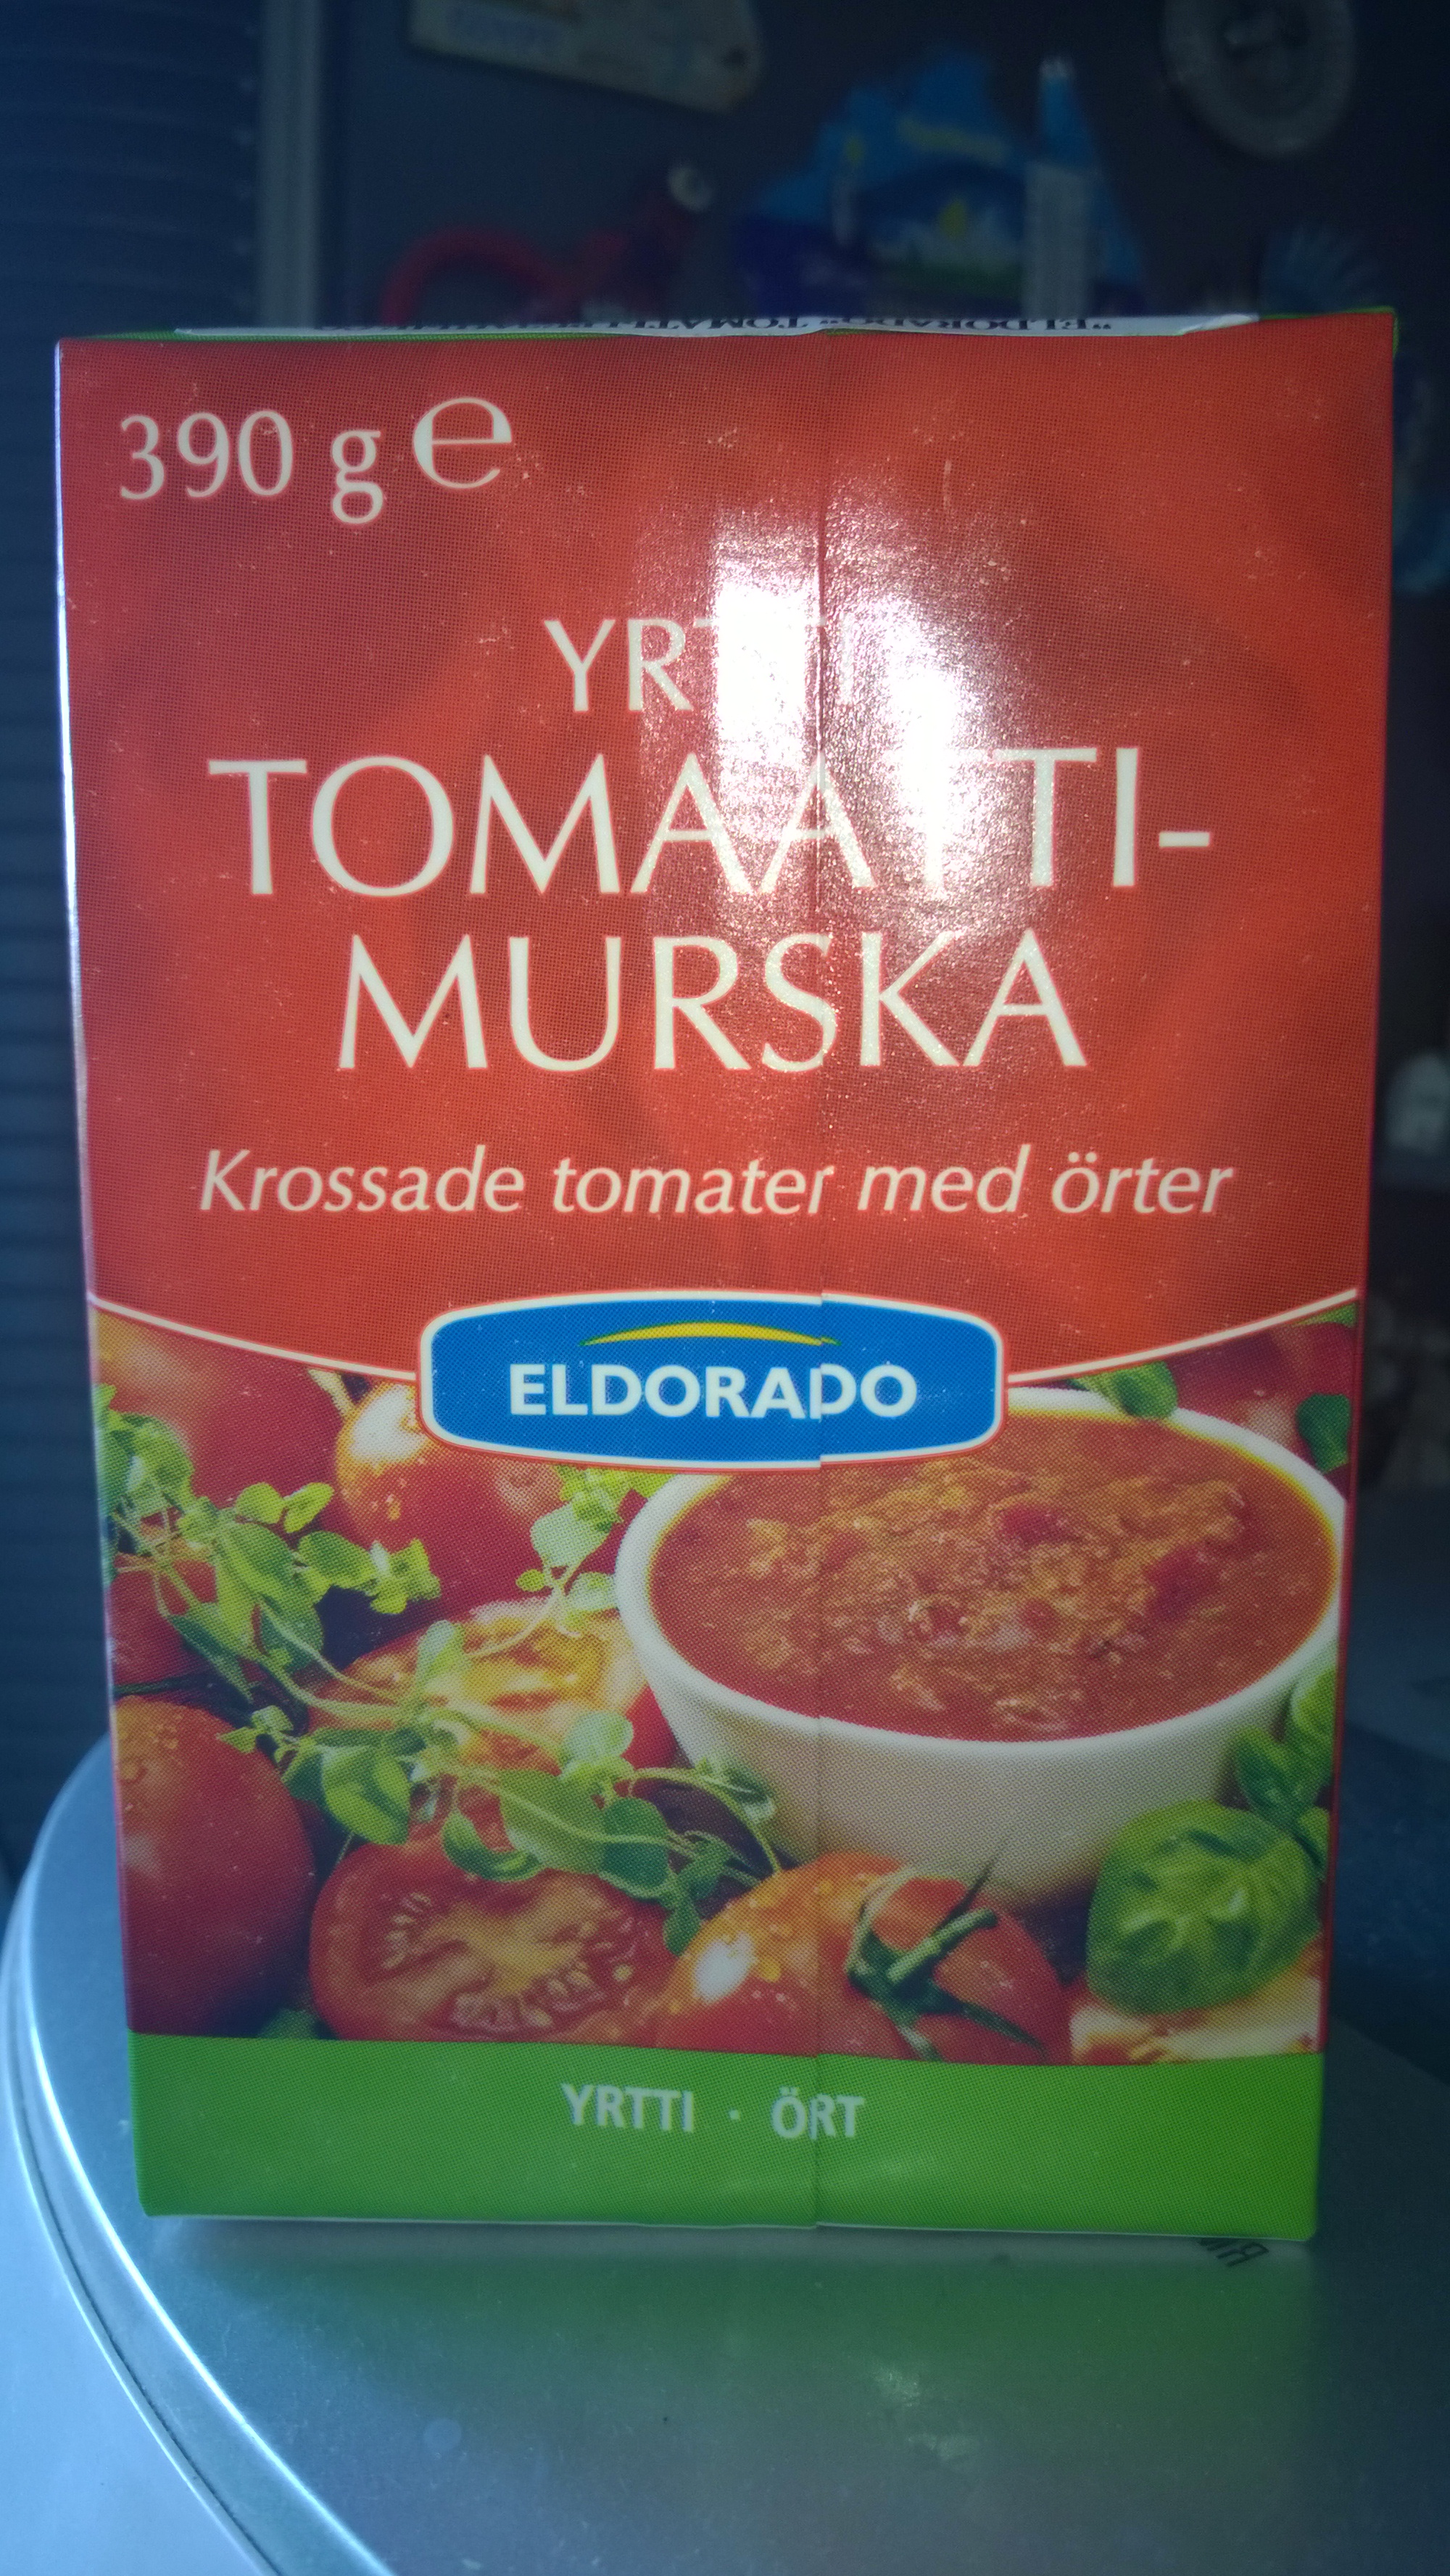 390 g e
YRTTI
TOMAATTI-
MURSKA
Krossade tomater med örter
ELDORADO
YRTTI · ÖRT